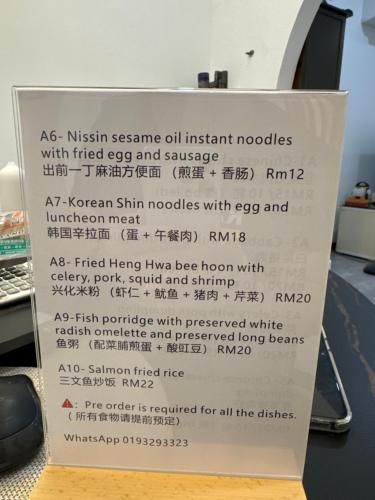 A6- Nissin sesame oil instant noodles
with fried egg and sausage
出前一丁麻油方便面 （煎蛋 + 香肠） Rm12
A7-Korean Shin noodles with egg and
luncheon meat
韩国辛拉面 （蛋 + 午餐肉） RM18
A8- Fried Heng Hwa bee hoon with
celery, pork, squid and shrimp
兴化米粉 （虾仁 + 鱿鱼 + 猪肉 + 芹菜） RM20
A9-Fish porridge with preserved white
radish omelette and preserved long beans
鱼粥 （配菜脯煎蛋 + 酸豇豆） RM20
A10- Salmon fried rice
三文鱼炒饭 RM22
⚠: Pre order is required for all the dishes.
（ 所有食物请提前预定）
WhatsApp 0193293323